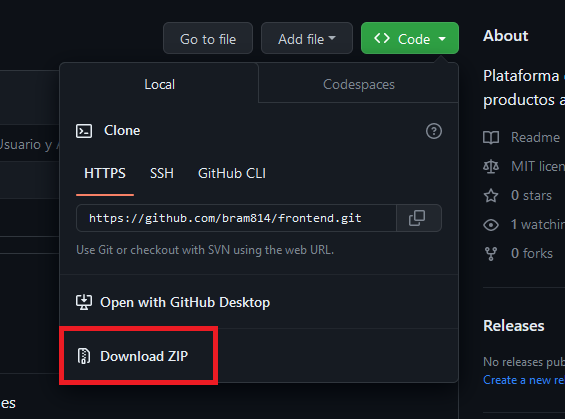 Go to file
Add file
<> Code
About
Local
Codespaces
Plataforma
productos a
Clone
Usuario y
Readme
HTTPS
SSH
GitHub CLI
MIT licen
0 stars
https://github.com/bram814/frontend.git
1 watchin
Use Git or checkout with SVN using the web URL.
0 forks
Open with GitHub Desktop
Releases
Download ZIP
No releases pub
Create a new re
es